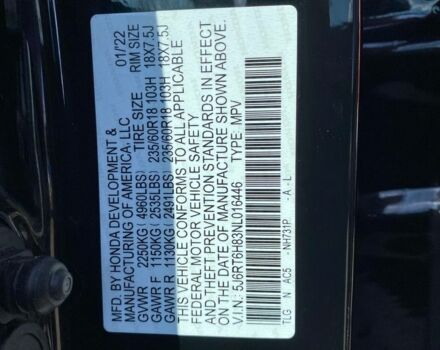 MFD. BY HONDA DEVELOPMENT &
MANUFACTURING OF AMERICA, LLC 01/'22
GVWR 2250KG ( 4960LBS) TIRE SIZE RIM SIZE
GAWR F 1150KG ( 2535LBS) 235/60R18 103H 18X7.5J
GAWR R 1130KG ( 2491LBS) 235/60R18 103H 18X7.5J
THIS VEHICLE CONFORMS TO ALL APPLICABLE
FEDERAL MOTOR VEHICLE SAFETY
AND THEFT PREVENTION STANDARDS IN EFFECT
ON THE DATE OF MANUFACTURE SHOWN ABOVE.
V.I.N: 5J6RT6H83NL016446 TYPE: MPV
TLG N AC5 NH731P - A - L